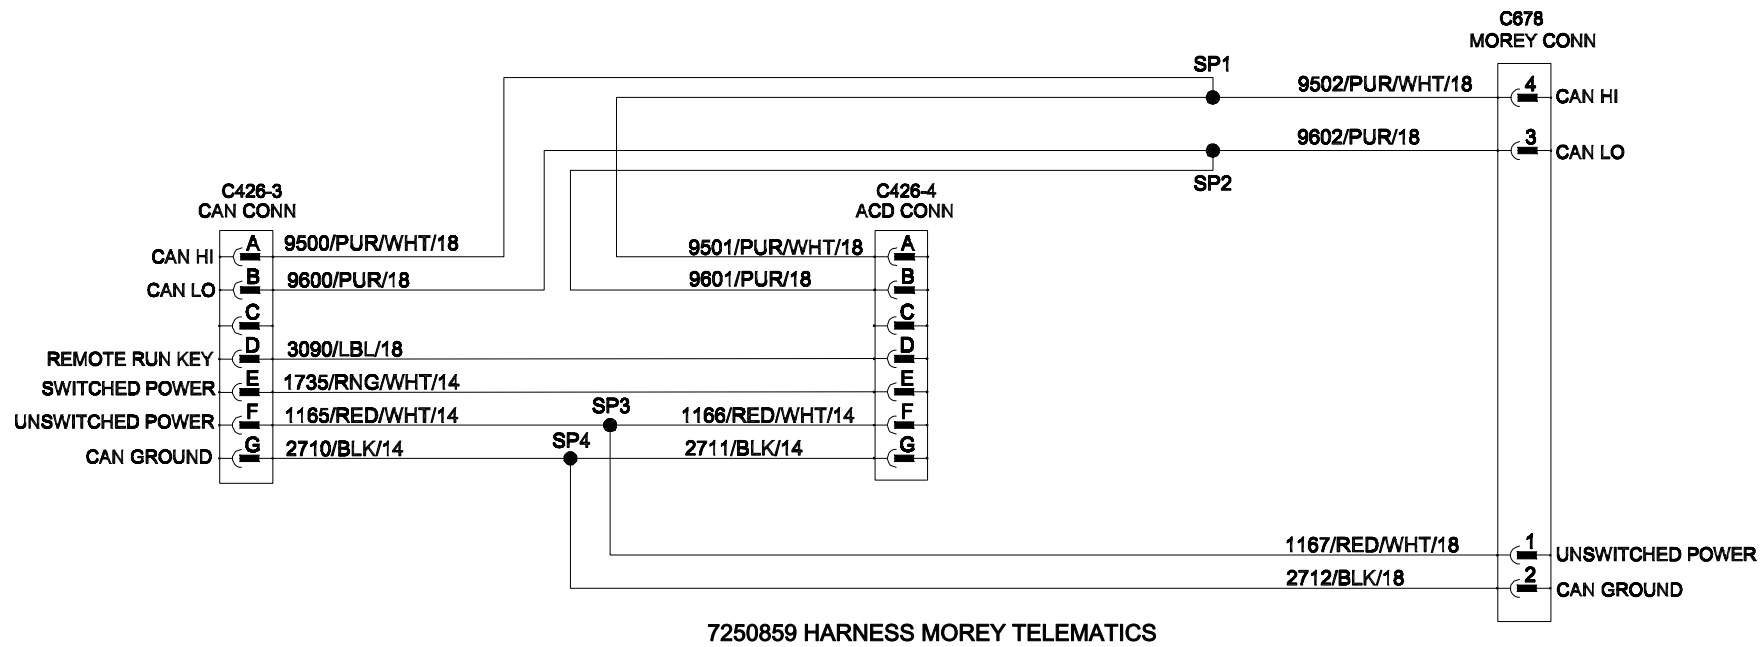 C678
MOREY CONN
SP1
9502/PUR/WHT/18
4
CAN HI
9602/PUR/18
3
CAN LO
SP2
C426-3
CAN CONN
C426-4
ACD CONN
CAN HI
A
9500/PUR/WHT/18
9501/PUR/WHT/18
A
CAN LO
B
9600/PUR/18
9601/PUR/18
B
C
C
REMOTE RUN KEY
D
3090/LBL/18
D
SWITCHED POWER
E
1735/RNG/WHT/14
E
UNSWITCHED POWER
F
1165/RED/WHT/14
SP3
1166/RED/WHT/14
F
CAN GROUND
G
2710/BLK/14
SP4
2711/BLK/14
G
1167/RED/WHT/18
1
UNSWITCHED POWER
2712/BLK/18
2
CAN GROUND
7250859 HARNESS MOREY TELEMATICS